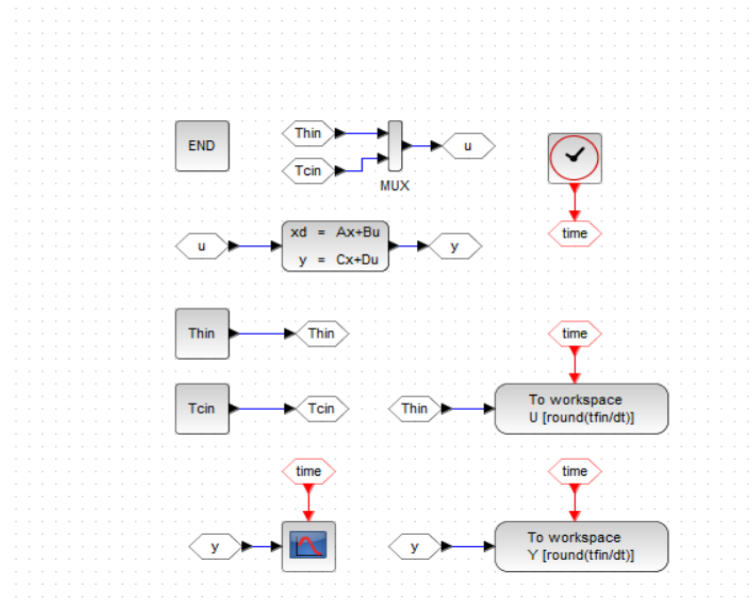 END
Thin
Tcin
MUX
u
time
u
xd = Ax+Bu
y = Cx+Du
y
Thin
Thin
time
Tcin
Tcin
Thin
To workspace
U [round(tfin/dt)]
time
time
y
y
To workspace
Y [round(tfin/dt)]